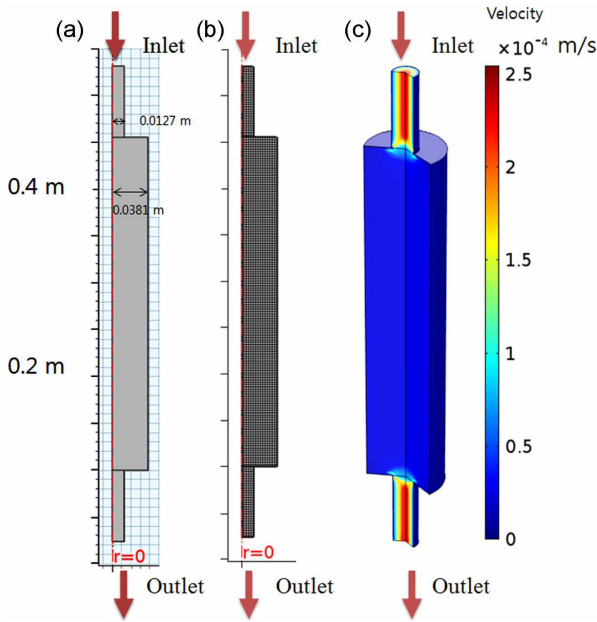 (a)
Inlet
0.0127 m
0.4 m
0.0381 m
0.2 m
r=0
Outlet
(b)
Inlet
r=0
Outlet
(c)
Inlet
Outlet
Velocity
×10⁻⁴ m/s
2.5
2
1.5
1
0.5
0